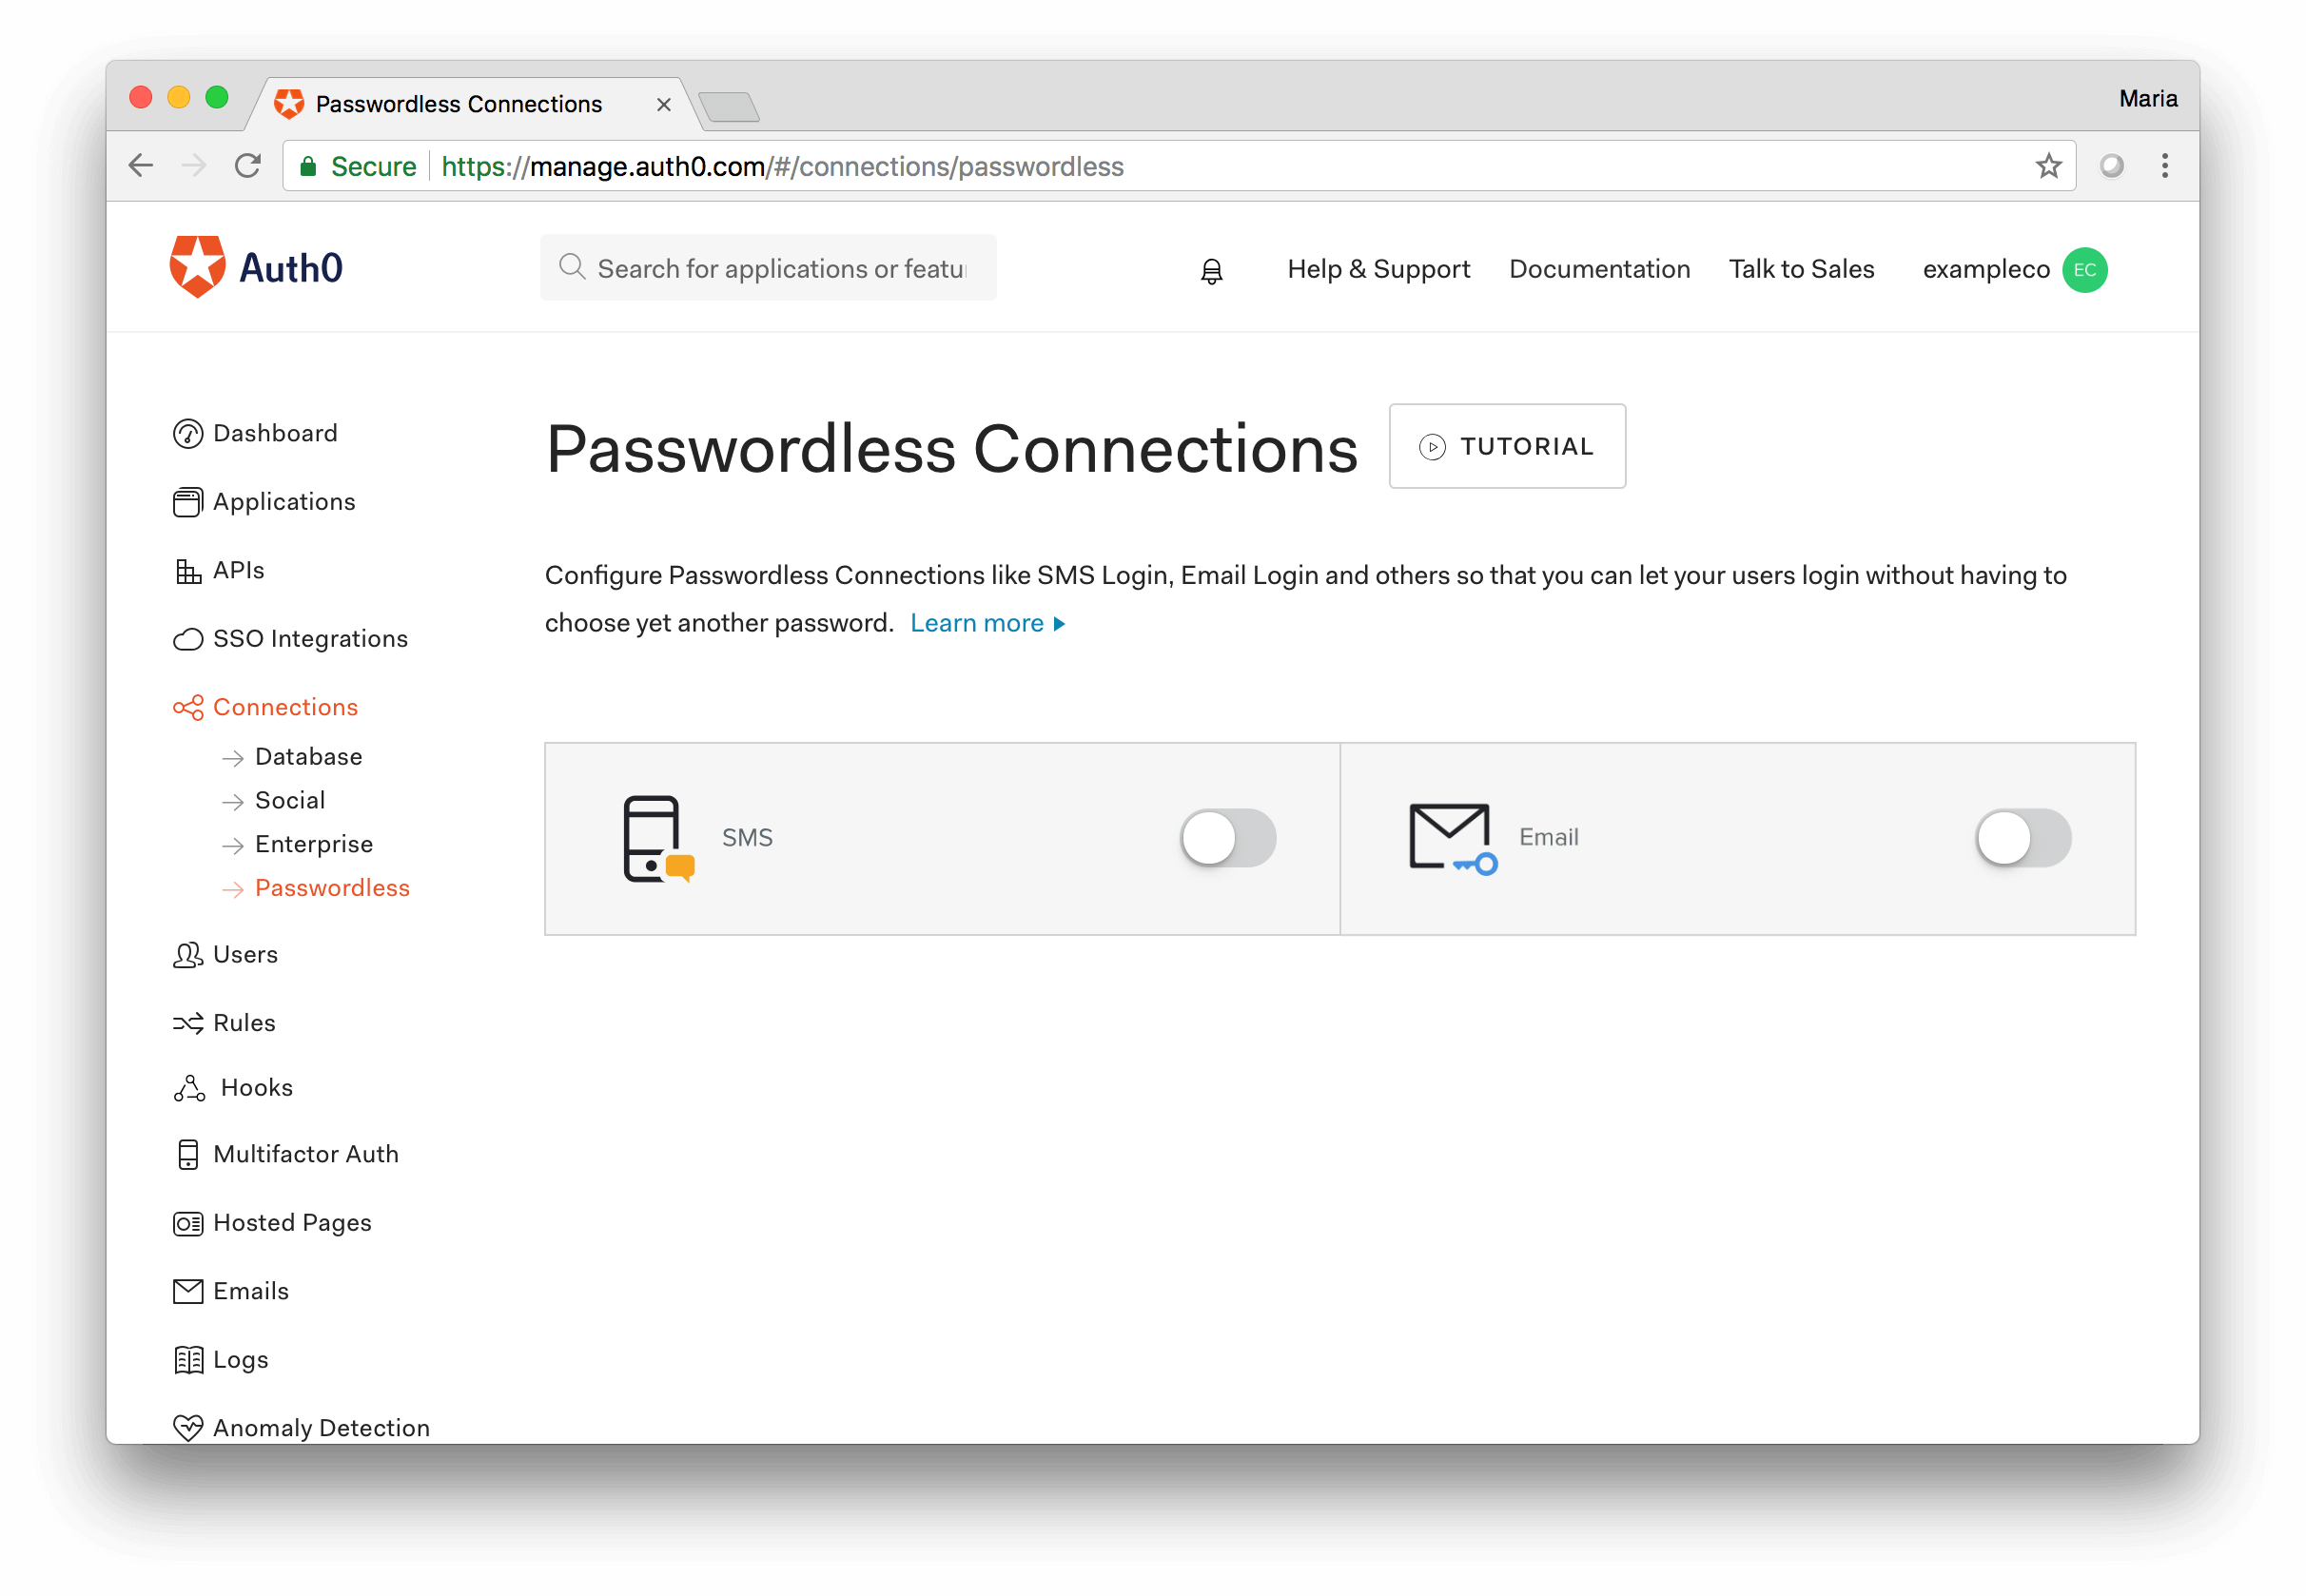 Passwordless Connections
Maria
Secure https://manage.auth0.com/#/connections/passwordless
Auth0
Search for applications or featu
Help & Support
Documentation
Talk to Sales
exampleco
EC
Dashboard
Applications
APIs
SSO Integrations
Connections
Database
Social
Enterprise
Passwordless
Users
Rules
Hooks
Multifactor Auth
Hosted Pages
Emails
Logs
Anomaly Detection
Passwordless Connections
TUTORIAL
Configure Passwordless Connections like SMS Login, Email Login and others so that you can let your users login without having to
choose yet another password. Learn more
SMS
Email